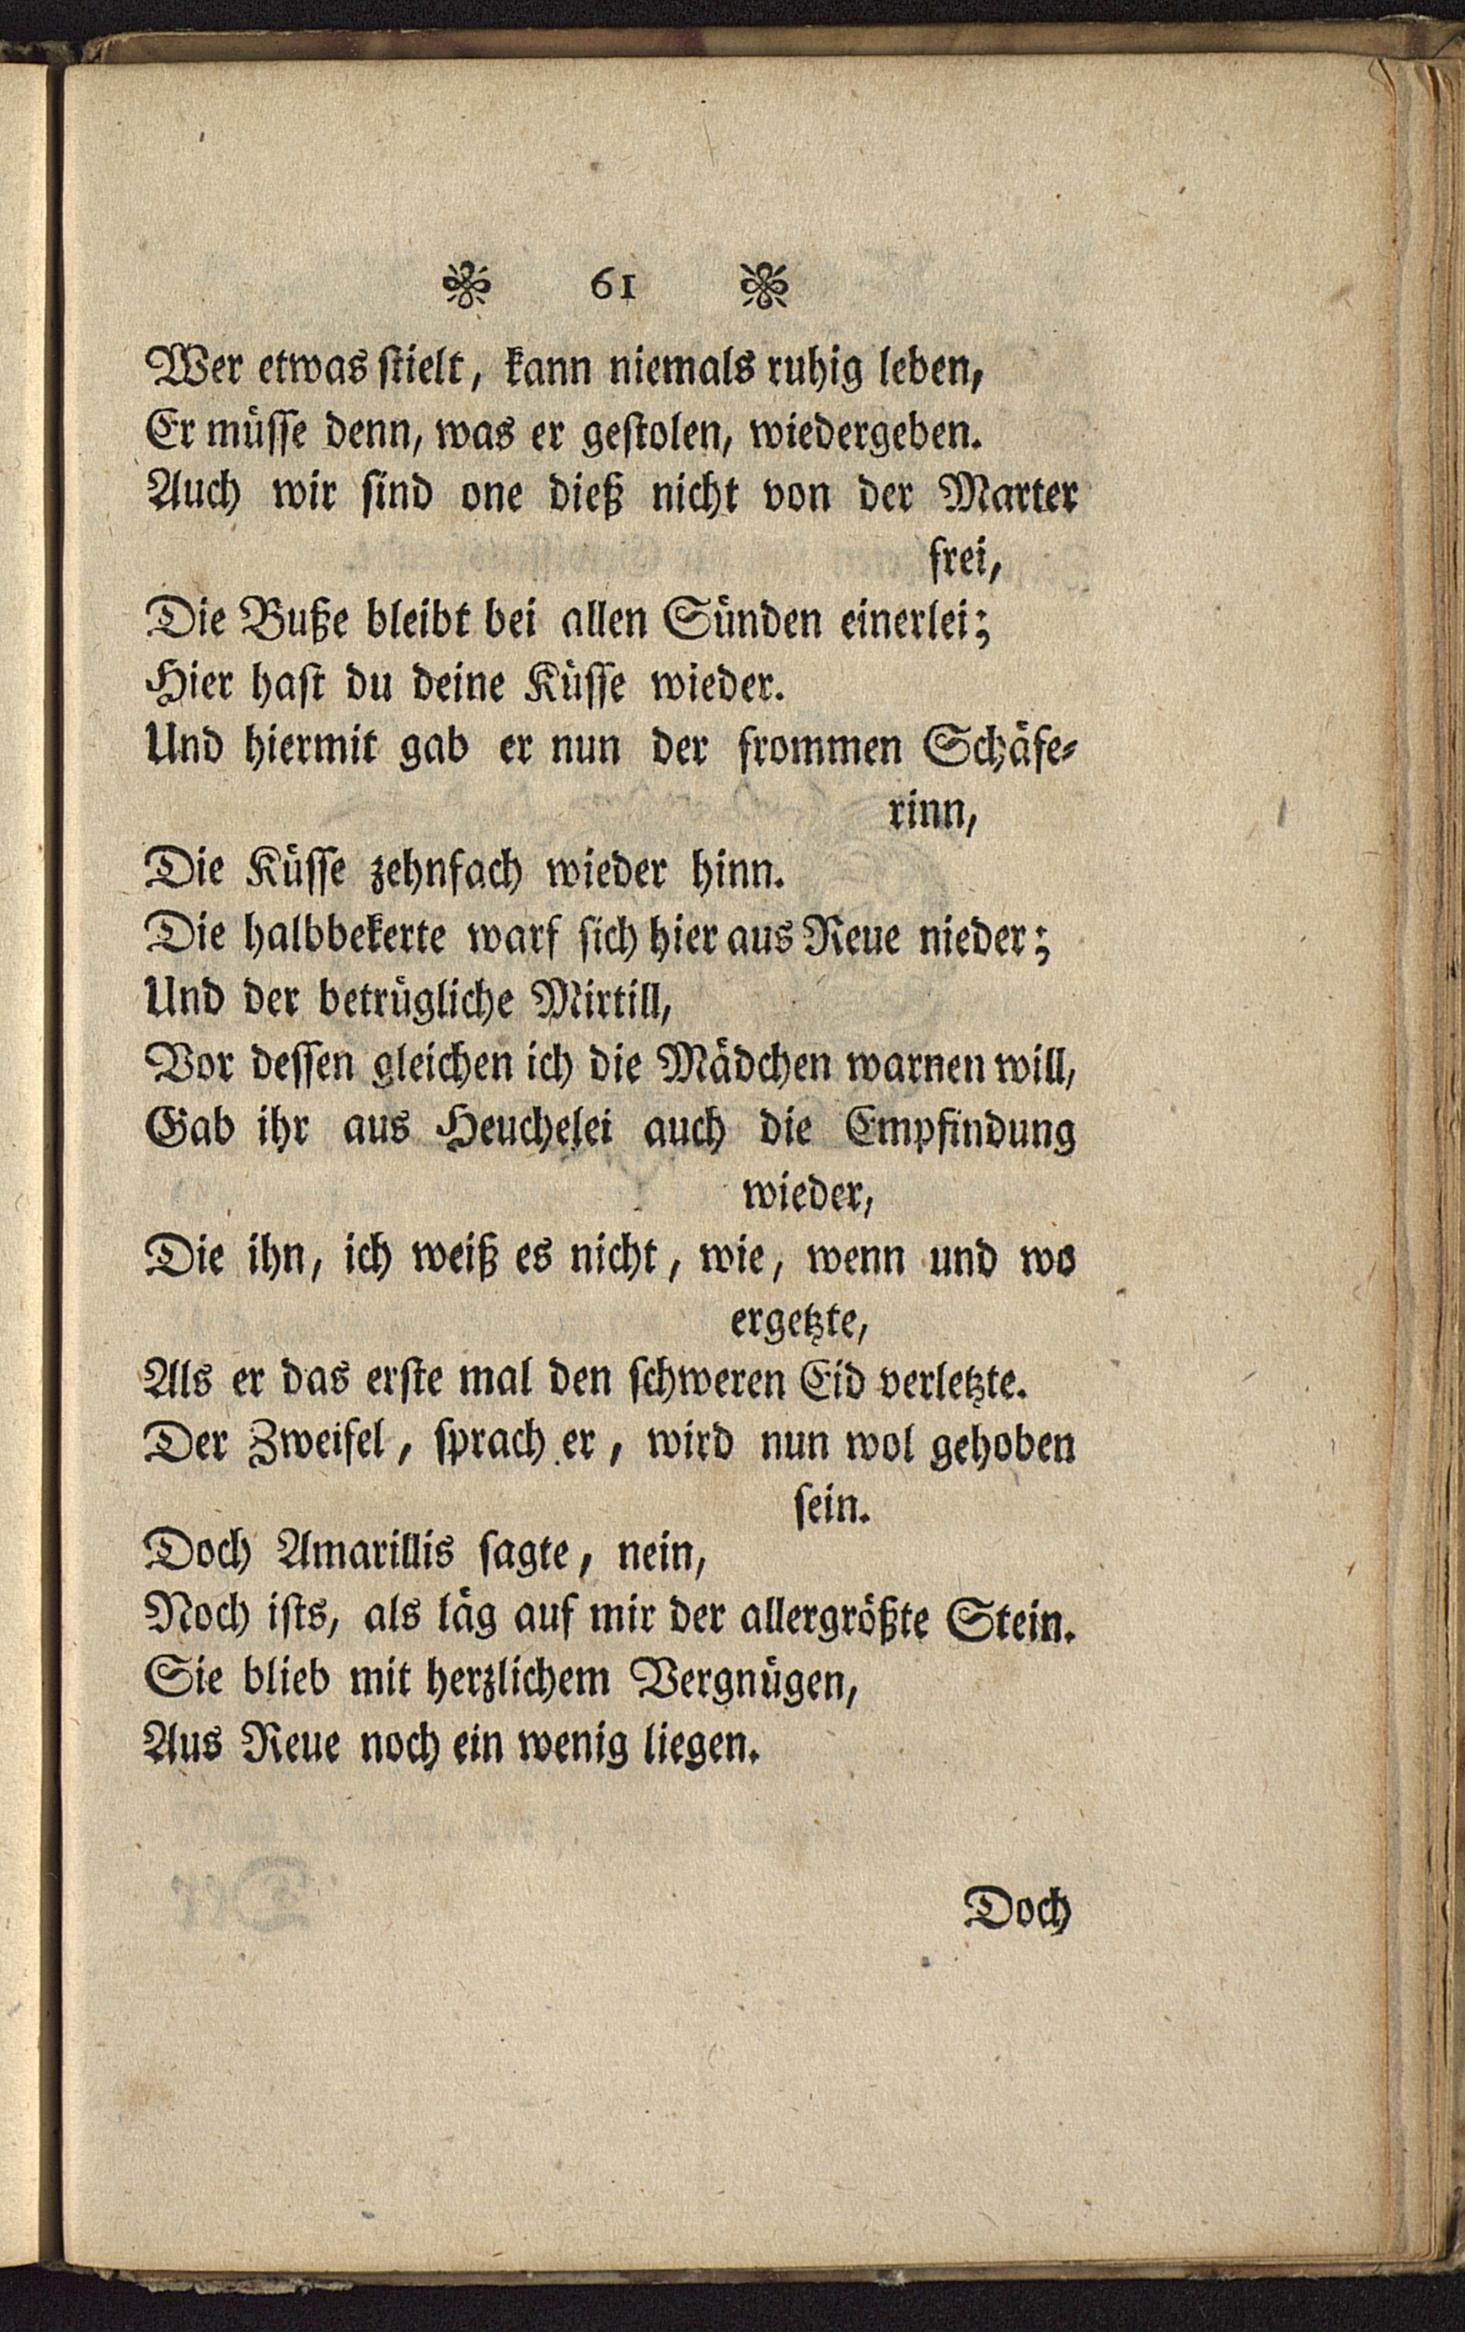 61
Wer etwas ſtielt, kann niemals ruhig leben,
Er müſſe denn, was er geſtolen, wiedergeben.
Auch wir ſind one dieß nicht von der Marter
frei,
Die Buße bleibt bei allen Sünden einerlei;
Hier haſt du deine Küſſe wieder.
Und hiermit gab er nun der frommen Schäfe⸗
rinn,
Die Küſſe zehnfach wieder hinn.
Die halbbekerte warf ſich hier aus Reue nieder;
Und der betrügliche Mirtill,
Vor deſſen gleichen ich die Mädchen warnen will,
Gab ihr aus Heuchelei auch die Empfindung
wieder,
Die ihn, ich weiß es nicht, wie, wenn und wo
ergetzte,
Als er das erſte mal den ſchweren Eid verletzte.
Der Zweifel, ſprach er, wird nun wol gehoben
ſein.
Doch Amarillis ſagte, nein,
Noch iſts, als läg auf mir der allergrößte Stein.
Sie blieb mit herzlichem Vergnügen,
Aus Reue noch ein wenig liegen.
Doch